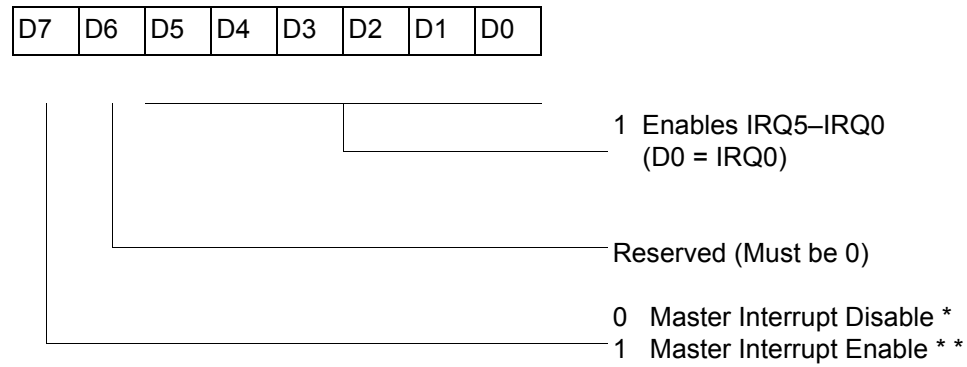 D7 D6 D5 D4 D3 D2 D1 D0
1 Enables IRQ5–IRQ0
(D0 = IRQ0)
Reserved (Must be 0)
0 Master Interrupt Disable *
1 Master Interrupt Enable * *